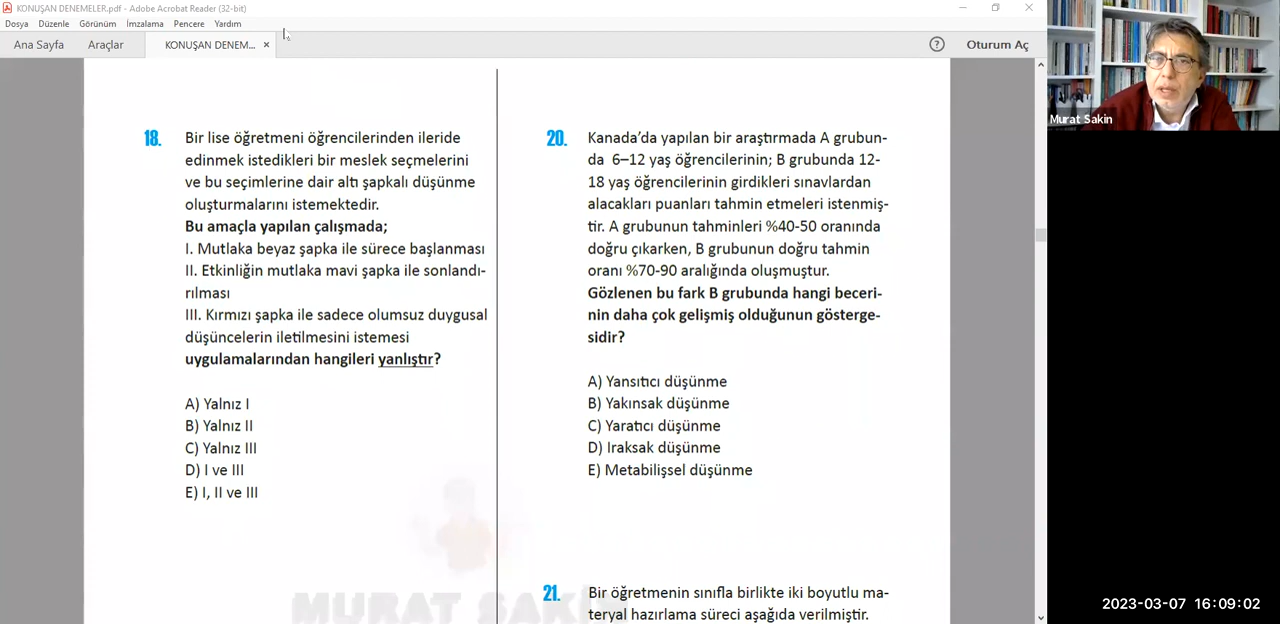 KONUŞAN DENEMELER.pdf - Adobe Acrobat Reader (32-bit)
Dosya Düzenle Görünüm İmzalama Pencere Yardım
Ana Sayfa Araçlar KONUŞAN DENEM... × ? Oturum Aç
18. Bir lise öğretmeni öğrencilerinden ileride
edinmek istedikleri bir meslek seçmelerini
ve bu seçimlerine dair altı şapkalı düşünme
oluşturmalarını istemektedir.
Bu amaçla yapılan çalışmada;
I. Mutlaka beyaz şapka ile sürece başlanması
II. Etkinliğin mutlaka mavi şapka ile sonlandı-
rılması
III. Kırmızı şapka ile sadece olumsuz duygusal
düşüncelerin iletilmesini istemesi
uygulamalarından hangileri yanlıştır?
A) Yalnız I
B) Yalnız II
C) Yalnız III
D) I ve III
E) I, II ve III
MURAT SAKİN
20. Kanada’da yapılan bir araştırmada A grubun-
da 6–12 yaş öğrencilerinin; B grubunda 12-
18 yaş öğrencilerinin girdikleri sınavlardan
alacakları puanları tahmin etmeleri istenmiş-
tir. A grubunun tahminleri %40-50 oranında
doğru çıkarken, B grubunun doğru tahmin
oranı %70-90 aralığında oluşmuştur.
Gözlenen bu fark B grubunda hangi beceri-
nin daha çok gelişmiş olduğunun gösterge-
sidir?
A) Yansıtıcı düşünme
B) Yakınsak düşünme
C) Yaratıcı düşünme
D) Iraksak düşünme
E) Metabilişsel düşünme
21. Bir öğretmenin sınıfla birlikte iki boyutlu ma-
teryal hazırlama süreci aşağıda verilmiştir.
Murat Sakin
2023-03-07 16:09:02